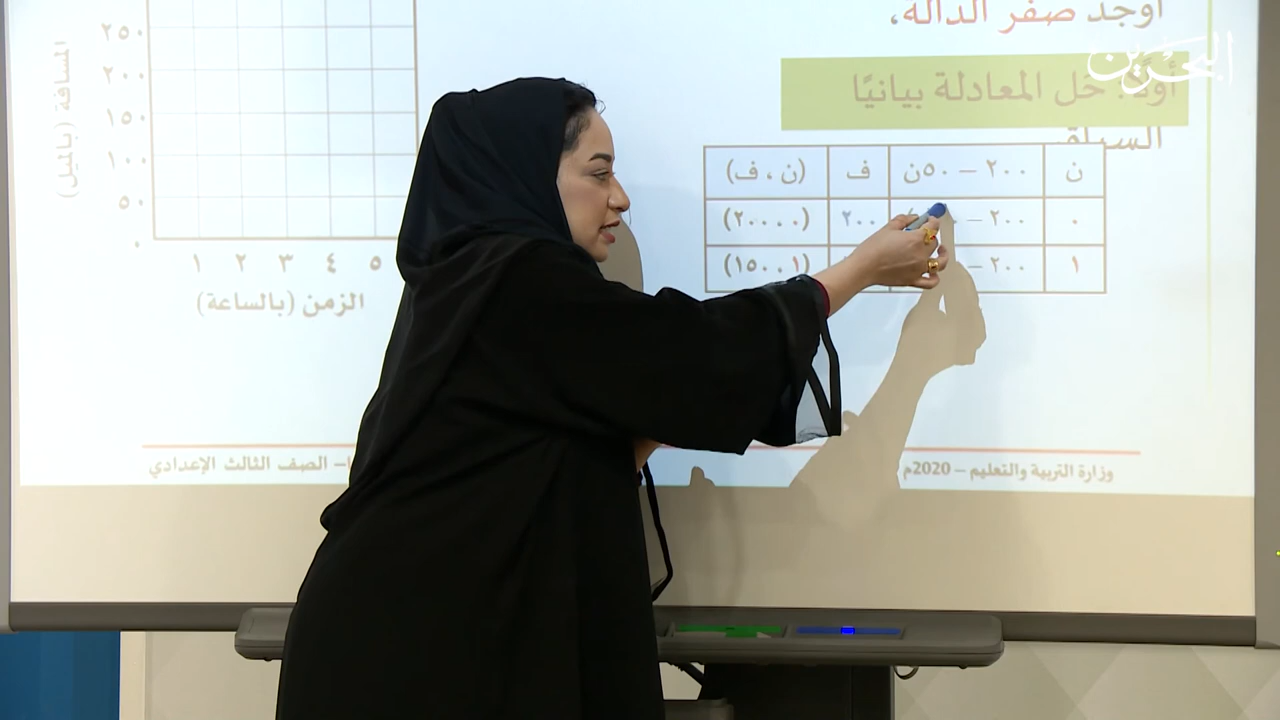 أوجد صفر الدالة،
البحرين
أولًا: حل المعادلة بيانيًا
ن ٢٠٠ – ٥٠ن ف (ن ، ف)
٠ ٢٠٠ – ٢٠٠ (٠،٢٠٠)
١ ٢٠٠ – (١،١٥٠)
المسافة (بالميل)
٢٥٠
٢٠٠
١٥٠
١٠٠
٥٠
٠
١ ٢ ٣ ٤ ٥
الزمن (بالساعة)
وزارة التربية والتعليم – 2020م
– الصف الثالث الإعدادي